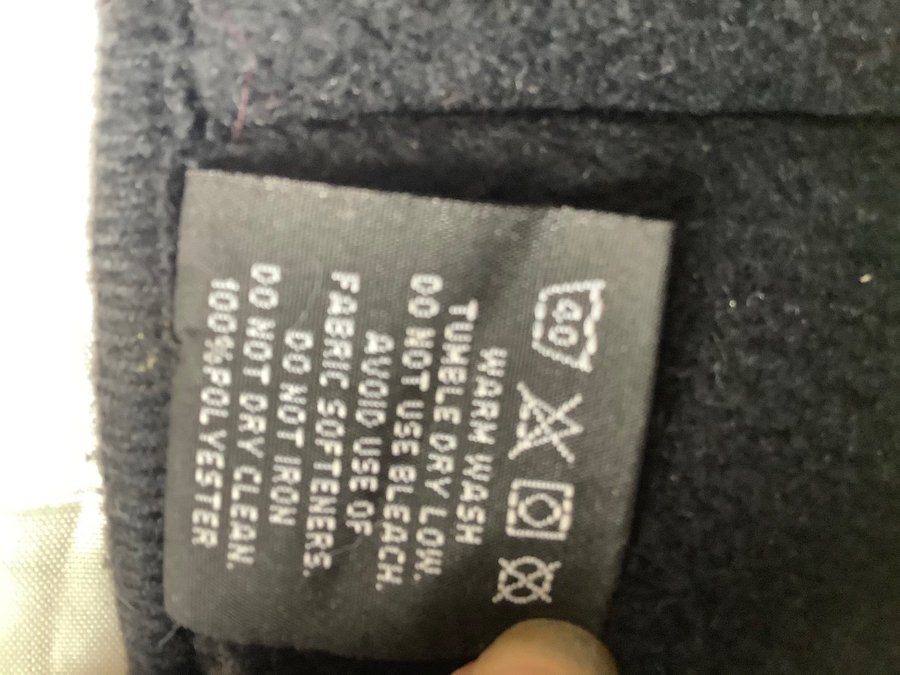 40
WARM WASH
TUMBLE DRY LOW.
DO NOT USE BLEACH.
AVOID USE OF
FABRIC SOFTENERS.
DO NOT IRON
DO NOT DRY CLEAN.
100%POLYESTER